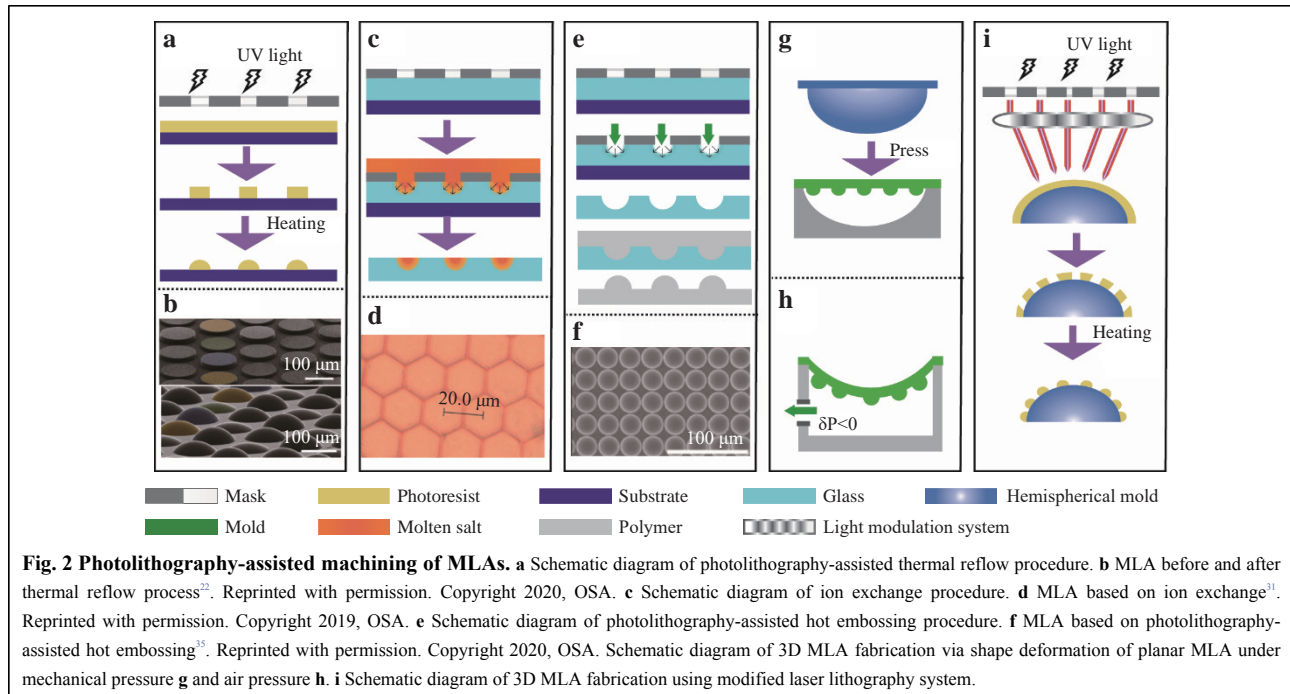 a
UV light
Heating
b
100 μm
100 μm
c
d
20.0 μm
e
f
100 μm
g
Press
h
δP<0
i
UV light
Heating
Mask
Photoresist
Substrate
Glass
Hemispherical mold
Mold
Molten salt
Polymer
Light modulation system
Fig. 2 Photolithography-assisted machining of MLAs. a Schematic diagram of photolithography-assisted thermal reflow procedure. b MLA before and after
thermal reflow process22. Reprinted with permission. Copyright 2020, OSA. c Schematic diagram of ion exchange procedure. d MLA based on ion exchange31.
Reprinted with permission. Copyright 2019, OSA. e Schematic diagram of photolithography-assisted hot embossing procedure. f MLA based on photolithography-
assisted hot embossing35. Reprinted with permission. Copyright 2020, OSA. Schematic diagram of 3D MLA fabrication via shape deformation of planar MLA under
mechanical pressure g and air pressure h. i Schematic diagram of 3D MLA fabrication using modified laser lithography system.